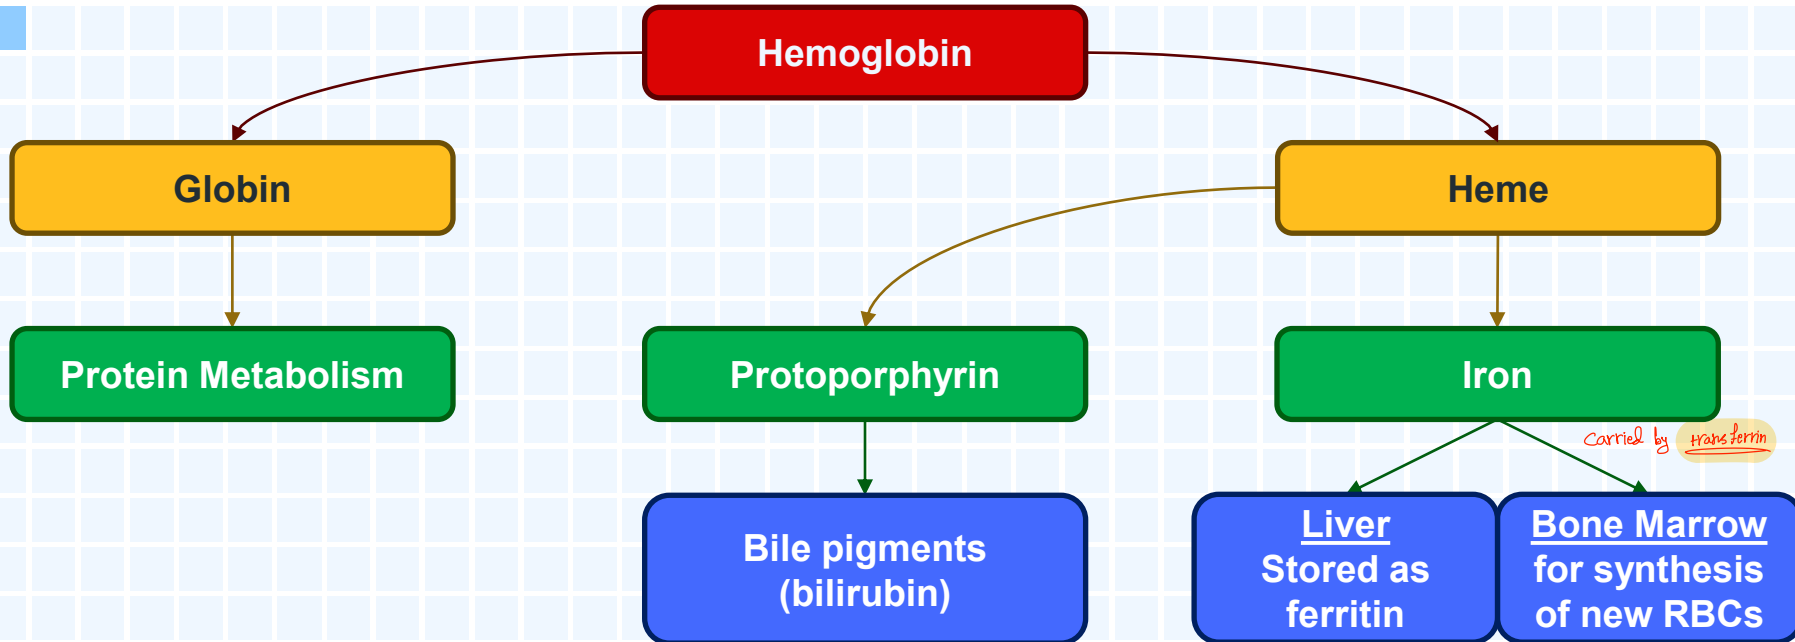 Hemoglobin
Globin
Heme
Protein Metabolism
Protoporphyrin
Iron
Carried by transferrin
Bile pigments
(bilirubin)
Liver
Stored as
ferritin
Bone Marrow
for synthesis
of new RBCs